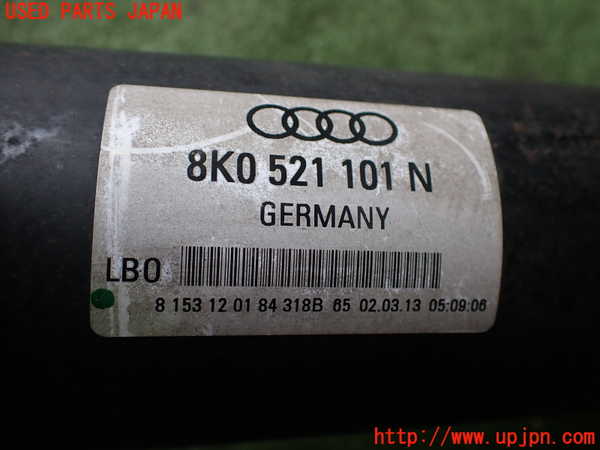 USED PARTS JAPAN
8K0 521 101 N
GERMANY
LBO
8 153 12 01 84 318B 65 02.03.13 05:09:06
http://www.upjpn.com